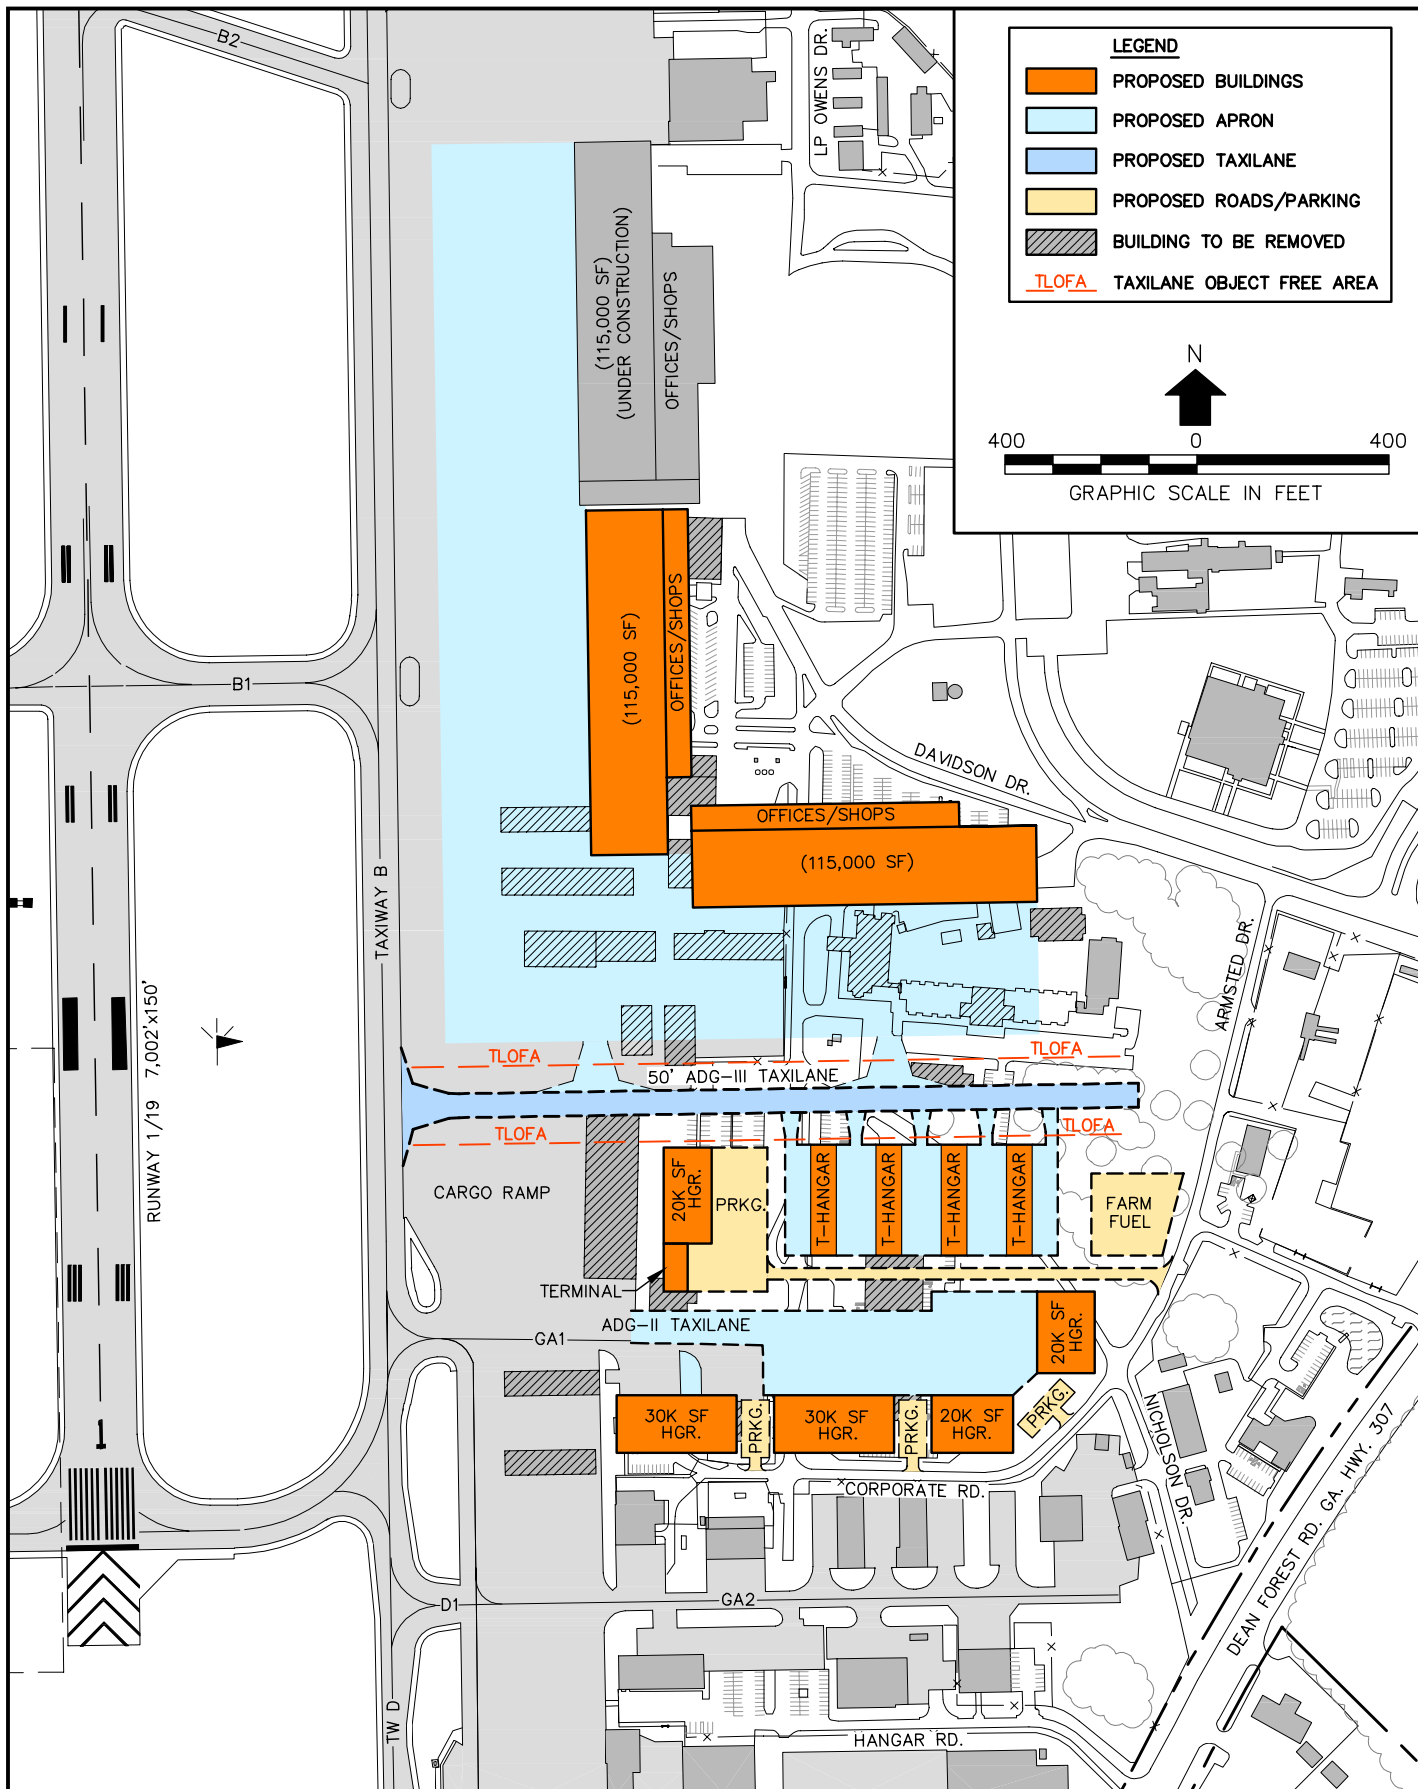 B2
LP OWENS DR.
LEGEND
PROPOSED BUILDINGS
PROPOSED APRON
PROPOSED TAXILANE
PROPOSED ROADS/PARKING
BUILDING TO BE REMOVED
TLOFA TAXILANE OBJECT FREE AREA
N
400 0 400
GRAPHIC SCALE IN FEET
(115,000 SF)
(UNDER CONSTRUCTION)
OFFICES/SHOPS
(115,000 SF)
OFFICES/SHOPS
B1
DAVIDSON DR.
OFFICES/SHOPS
(115,000 SF)
TAXIWAY B
ARMSTED DR.
RUNWAY 1/19 7,002'x150'
TLOFA
TLOFA
50' ADG-III TAXILANE
TLOFA
TLOFA
CARGO RAMP
20K SF
HGR.
PRKG.
T-HANGAR
T-HANGAR
T-HANGAR
T-HANGAR
FARM
FUEL
TERMINAL
ADG-II TAXILANE
GA1
20K SF
HGR.
30K SF
HGR.
PRKG.
30K SF
HGR.
PRKG.
20K SF
HGR.
PRKG.
NICHOLSON DR.
1
CORPORATE RD.
DEAN FOREST RD. GA. HWY. 307
D1
GA2
TW D
HANGAR RD.